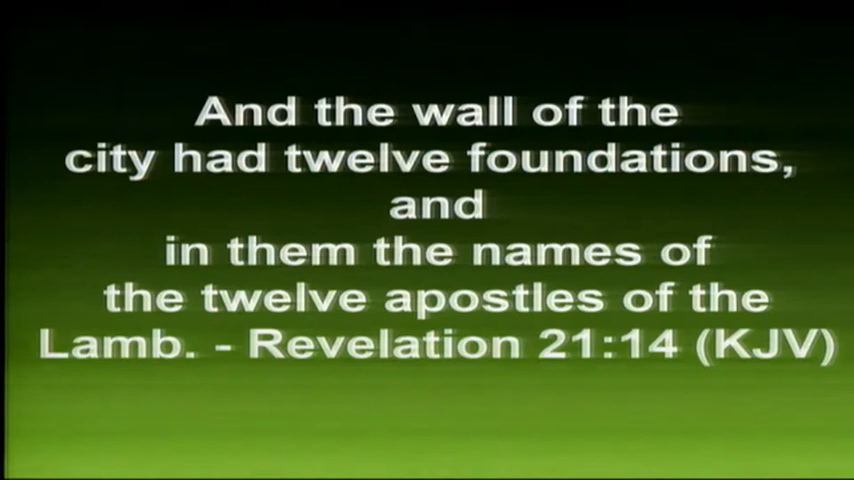 And the wall of the
city had twelve foundations,
and
in them the names of
the twelve apostles of the
Lamb. - Revelation 21:14 (KJV)